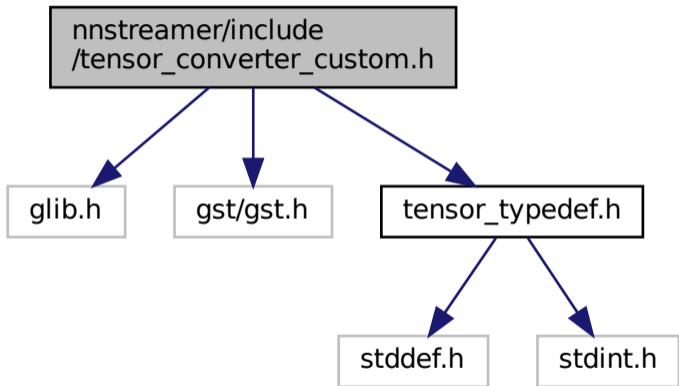 nnstreamer/include
/tensor_converter_custom.h
glib.h
gst/gst.h
tensor_typedef.h
stddef.h
stdint.h